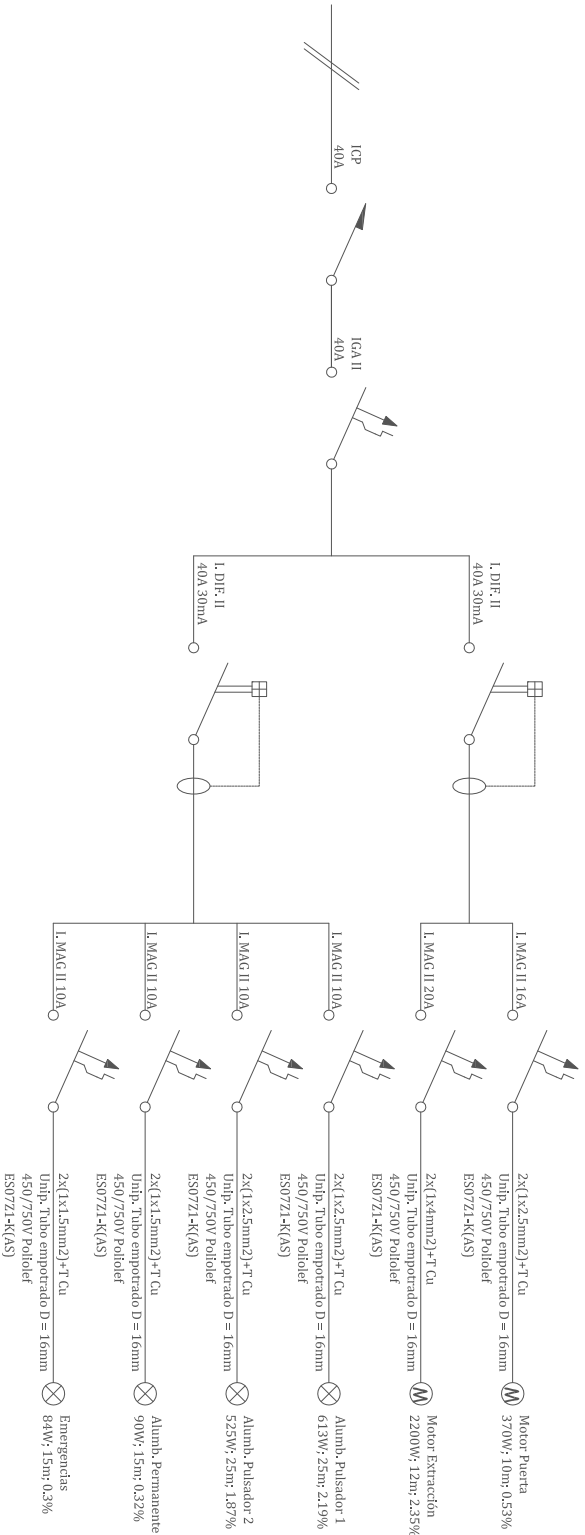 ICP
40A
IGA II
40A
I. DIF. II
40A 30mA
I. DIF. II
40A 30mA
I. MAG II 16A
I. MAG II 20A
I. MAG II 10A
I. MAG II 10A
I. MAG II 10A
I. MAG II 10A
2x(1x2.5mm2)+T Cu
Unip. Tubo empotrado D = 16mm
450/750V Poliolef
ES07Z1-K(AS)
Motor Puerta
370W; 10m; 0.53%
2x(1x4mm2)+T Cu
Unip. Tubo empotrado D = 16mm
450/750V Poliolef
ES07Z1-K(AS)
Motor Extracción
2200W; 12m; 2.35%
2x(1x2.5mm2)+T Cu
Unip. Tubo empotrado D = 16mm
450/750V Poliolef
ES07Z1-K(AS)
Alumb. Pulsador 1
613W; 25m; 2.19%
2x(1x2.5mm2)+T Cu
Unip. Tubo empotrado D = 16mm
450/750V Poliolef
ES07Z1-K(AS)
Alumb. Pulsador 2
525W; 25m; 1.87%
2x(1x1.5mm2)+T Cu
Unip. Tubo empotrado D = 16mm
450/750V Poliolef
ES07Z1-K(AS)
Alumb. Permanente
90W; 15m; 0.32%
2x(1x1.5mm2)+T Cu
Unip. Tubo empotrado D = 16mm
450/750V Poliolef
ES07Z1-K(AS)
Emergencias
84W; 15m; 0.3%
M
M